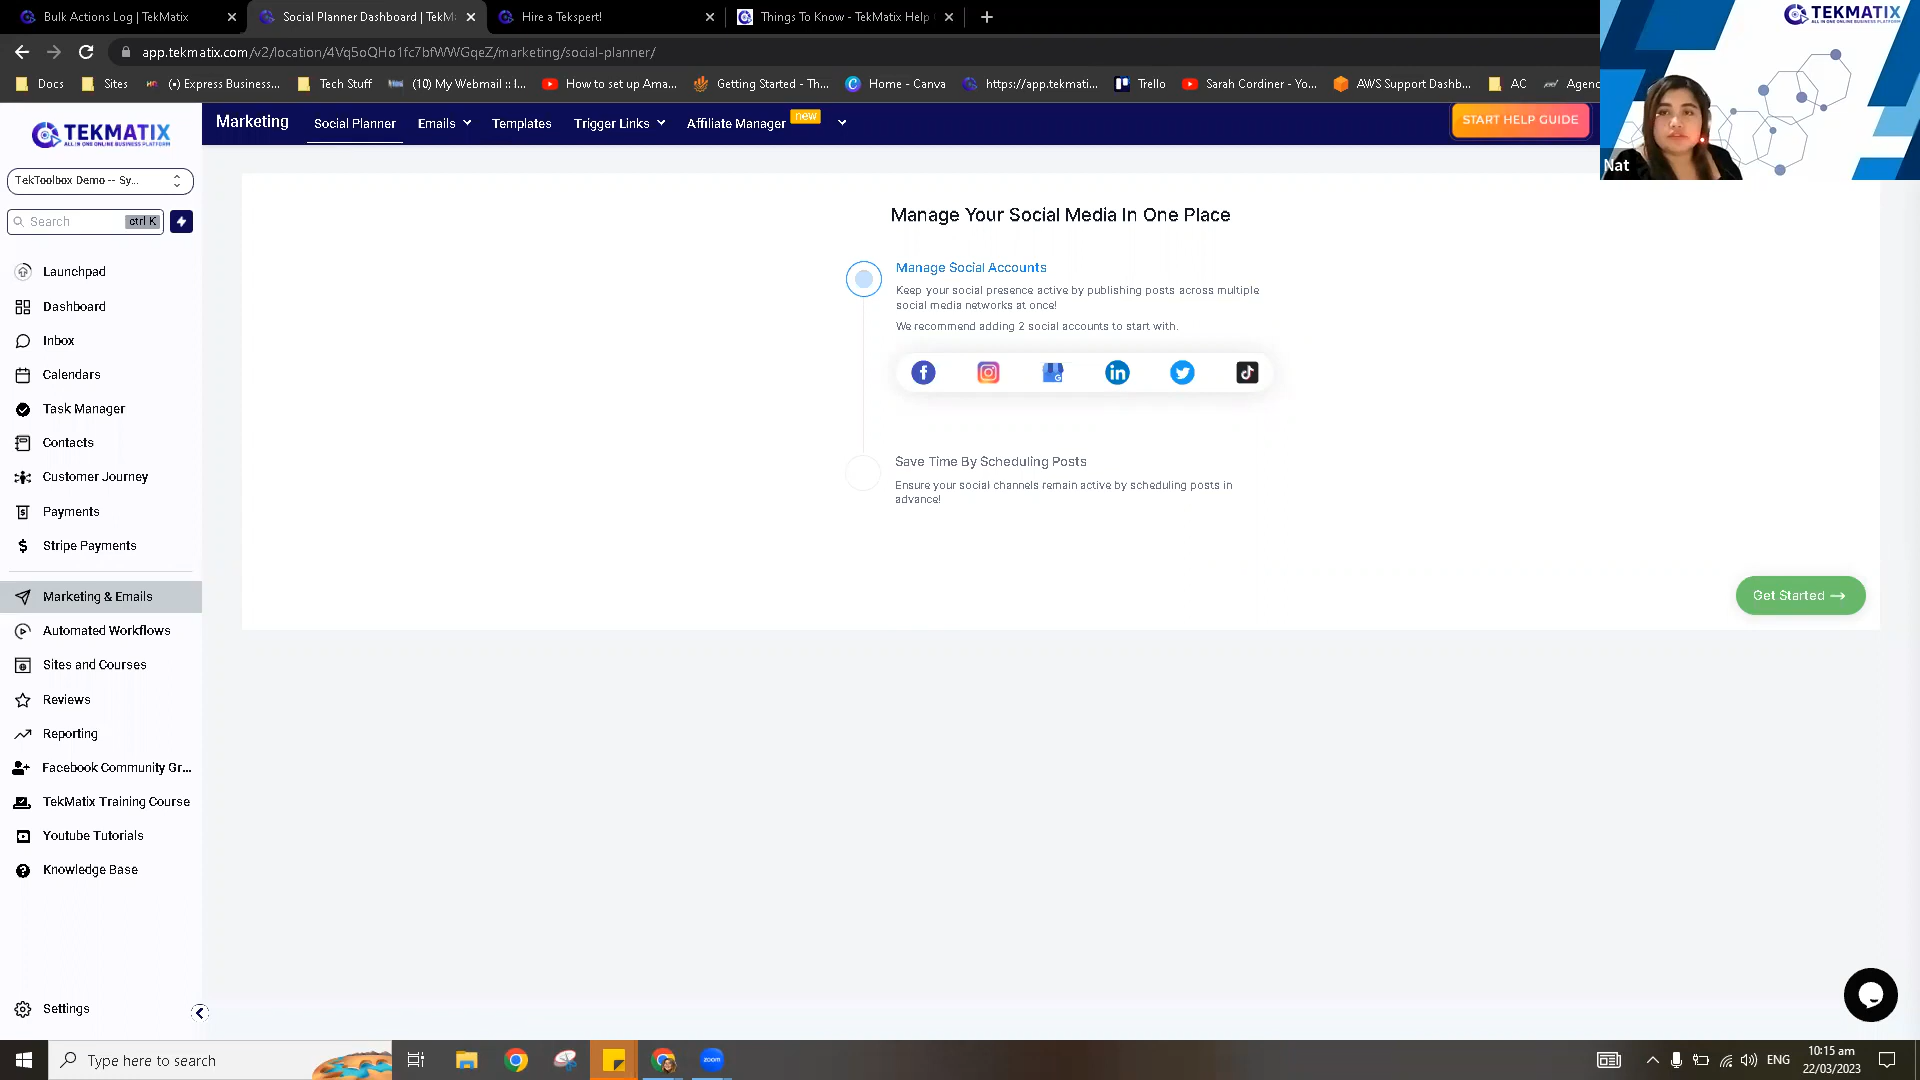 Bulk Actions Log | TekMatix
Social Planner Dashboard | TekMa
Hire a Tekspert!
Things To Know - TekMatix Help
app.tekmatix.com/v2/location/4Vq5oQHo1fc7bfWWGqeZ/marketing/social-planner/
Docs
Sites
(•) Express Business...
Tech Stuff
(10) My Webmail :: I...
How to set up Ama...
Getting Started - Th...
Home - Canva
https://app.tekmati...
Trello
Sarah Cordiner - Yo...
AWS Support Dashb...
AC
Agenc
TEKMATIX
ALL IN ONE ONLINE BUSINESS PLATFORM
Nat
TEKMATIX
ALL IN ONE ONLINE BUSINESS PLATFORM
Marketing
Social Planner
Emails
Templates
Trigger Links
Affiliate Manager
new
START HELP GUIDE
TekToolbox Demo -- Sy...
Search
ctrl K
Launchpad
Dashboard
Inbox
Calendars
Task Manager
Contacts
Customer Journey
Payments
Stripe Payments
Marketing & Emails
Automated Workflows
Sites and Courses
Reviews
Reporting
Facebook Community Gr...
TekMatix Training Course
Youtube Tutorials
Knowledge Base
Settings
Manage Your Social Media In One Place
Manage Social Accounts
Keep your social presence active by publishing posts across multiple
social media networks at once!
We recommend adding 2 social accounts to start with.
Save Time By Scheduling Posts
Ensure your social channels remain active by scheduling posts in
advance!
Get Started
Type here to search
zoom
ENG
10:15 am
22/03/2023